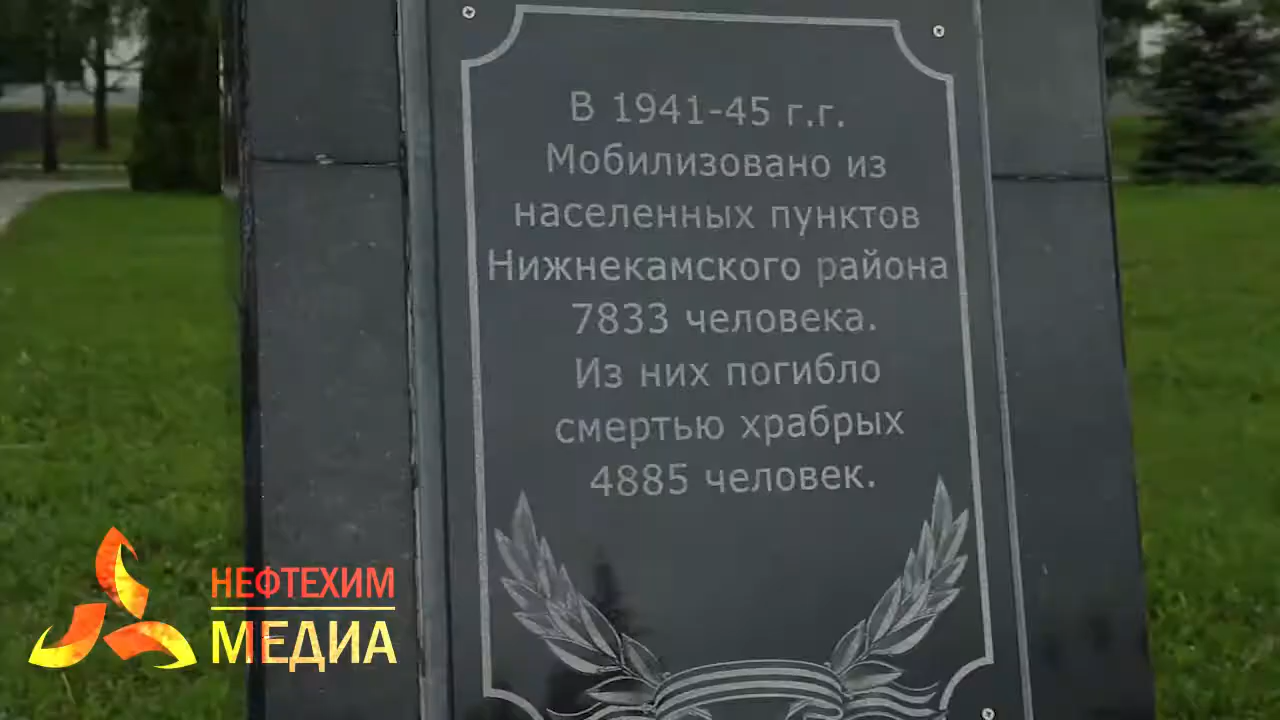 В 1941-45 г.г.
Мобилизовано из
населенных пунктов
Нижнекамского района
7833 человека.
Из них погибло
смертью храбрых
4885 человек.
НЕФТЕХИМ
МЕДИА